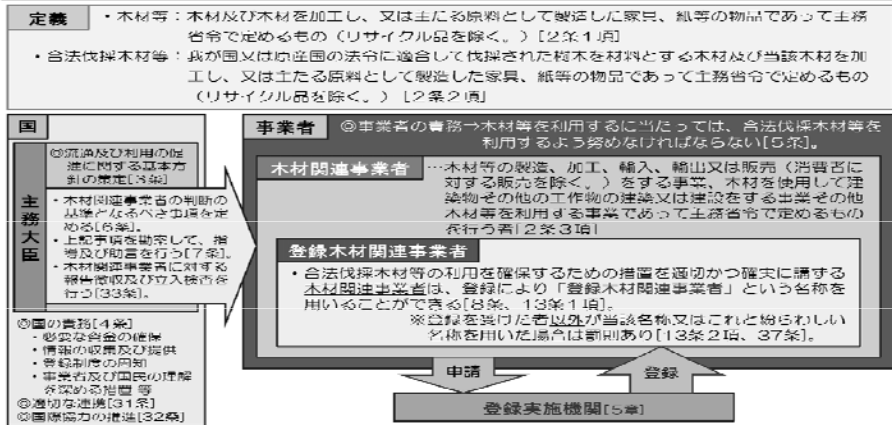 定義
・木材等：木材及び木材を加工し、又は主たる原料として製造した家具、紙等の物品であって主務
省令で定めるもの（リサイクル品を除く。）[2条1項]
・合法伐採木材等：我が国又は原産国の法令に適合して伐採された樹木を材料とする木材及び当該木材を加
工し、又は主たる原料として製造した家具、紙等の物品であって主務省令で定めるもの
（リサイクル品を除く。）[2条2項]
国
主務大臣
◎流通及び利用の促
進に関する基本方
針の策定[3条]
・木材関連事業者の判断の
基準となるべき事項を定
める[6条]。
・上記事項を勘案して、指
導及び助言を行う[7条]。
・木材関連事業者に対する
報告徴収及び立入検査を
行う[33条]。
◎国の責務[4条]
・必要な資金の確保
・情報の収集及び提供
・登録制度の周知
・事業者及び国民の理解
を深める措置 等
◎適切な連携[31条]
◎国際協力の推進[32条]
事業者
◎事業者の責務→木材等を利用するに当たっては、合法伐採木材等を
利用するよう努めなければならない[5条]。
木材関連事業者
…木材等の製造、加工、輸入、輸出又は販売（消費者に
対する販売を除く。）をする事業、木材を使用して建
築物その他の工作物の建築又は建設をする事業その他
木材等を利用する事業であって主務省令で定めるもの
を行う者[2条3項]
登録木材関連事業者
・合法伐採木材等の利用を確保するための措置を適切かつ確実に講ずる
木材関連事業者は、登録により「登録木材関連事業者」という名称を
用いることができる[8条、13条1項]。
※登録を受けた者以外が当該名称又はこれと紛らわしい
名称を用いた場合は罰則あり[13条2項、37条]。
申請
登録
登録実施機関[5章]